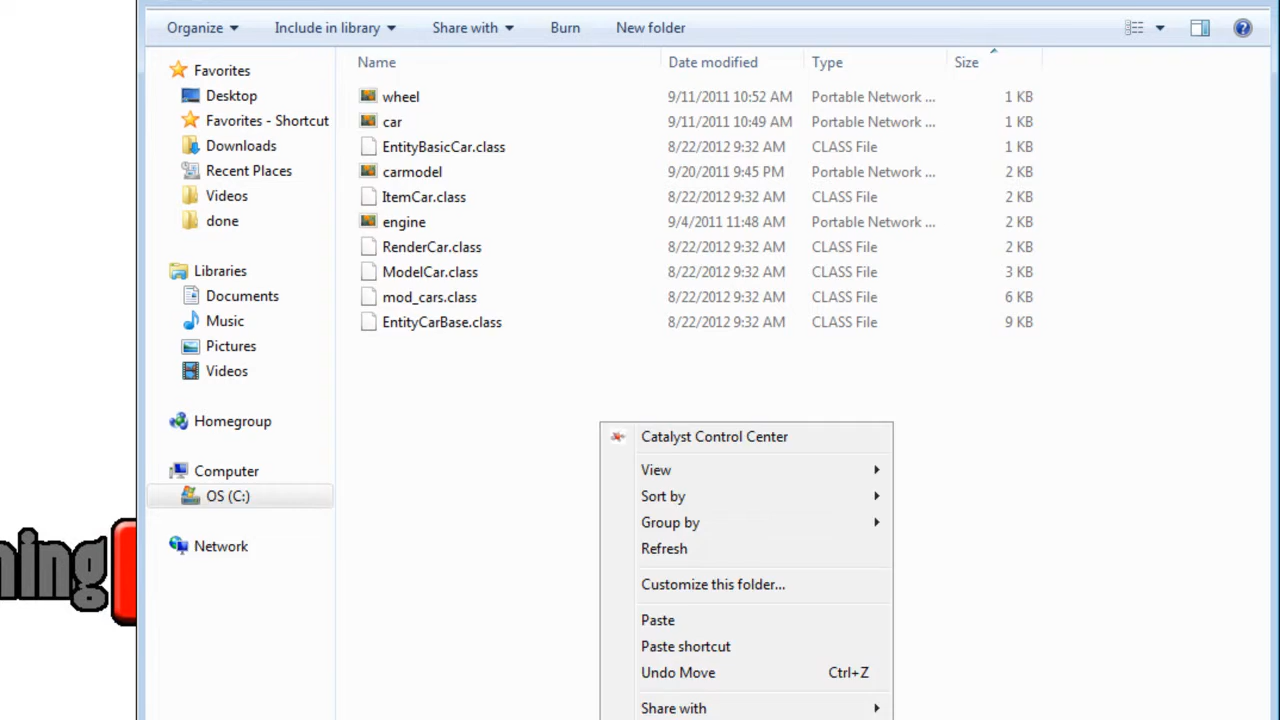 Organize Include in library Share with Burn New folder
Name Date modified Type Size
Favorites
Desktop
Favorites - Shortcut
Downloads
Recent Places
Videos
done
Libraries
Documents
Music
Pictures
Videos
Homegroup
Computer
OS (C:)
Network
wheel 9/11/2011 10:52 AM Portable Network ... 1 KB
car 9/11/2011 10:49 AM Portable Network ... 1 KB
EntityBasicCar.class 8/22/2012 9:32 AM CLASS File 1 KB
carmodel 9/20/2011 9:45 PM Portable Network ... 2 KB
ItemCar.class 8/22/2012 9:32 AM CLASS File 2 KB
engine 9/4/2011 11:48 AM Portable Network ... 2 KB
RenderCar.class 8/22/2012 9:32 AM CLASS File 2 KB
ModelCar.class 8/22/2012 9:32 AM CLASS File 3 KB
mod_cars.class 8/22/2012 9:32 AM CLASS File 6 KB
EntityCarBase.class 8/22/2012 9:32 AM CLASS File 9 KB
Catalyst Control Center
View
Sort by
Group by
Refresh
Customize this folder...
Paste
Paste shortcut
Undo Move Ctrl+Z
Share with